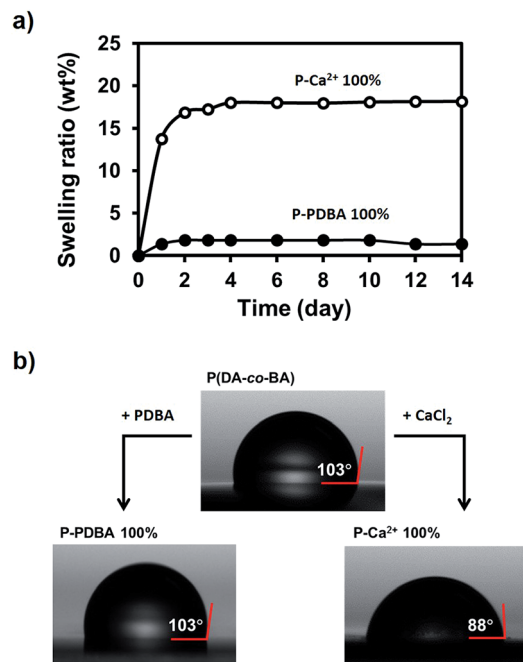 a)
25
20
15
10
5
0
Swelling ratio (wt%)
P-Ca²⁺ 100%
P-PDBA 100%
0 2 4 6 8 10 12 14
Time (day)
b)
P(DA-co-BA)
+ PDBA
+ CaCl₂
103°
P-PDBA 100%
P-Ca²⁺ 100%
103°
88°